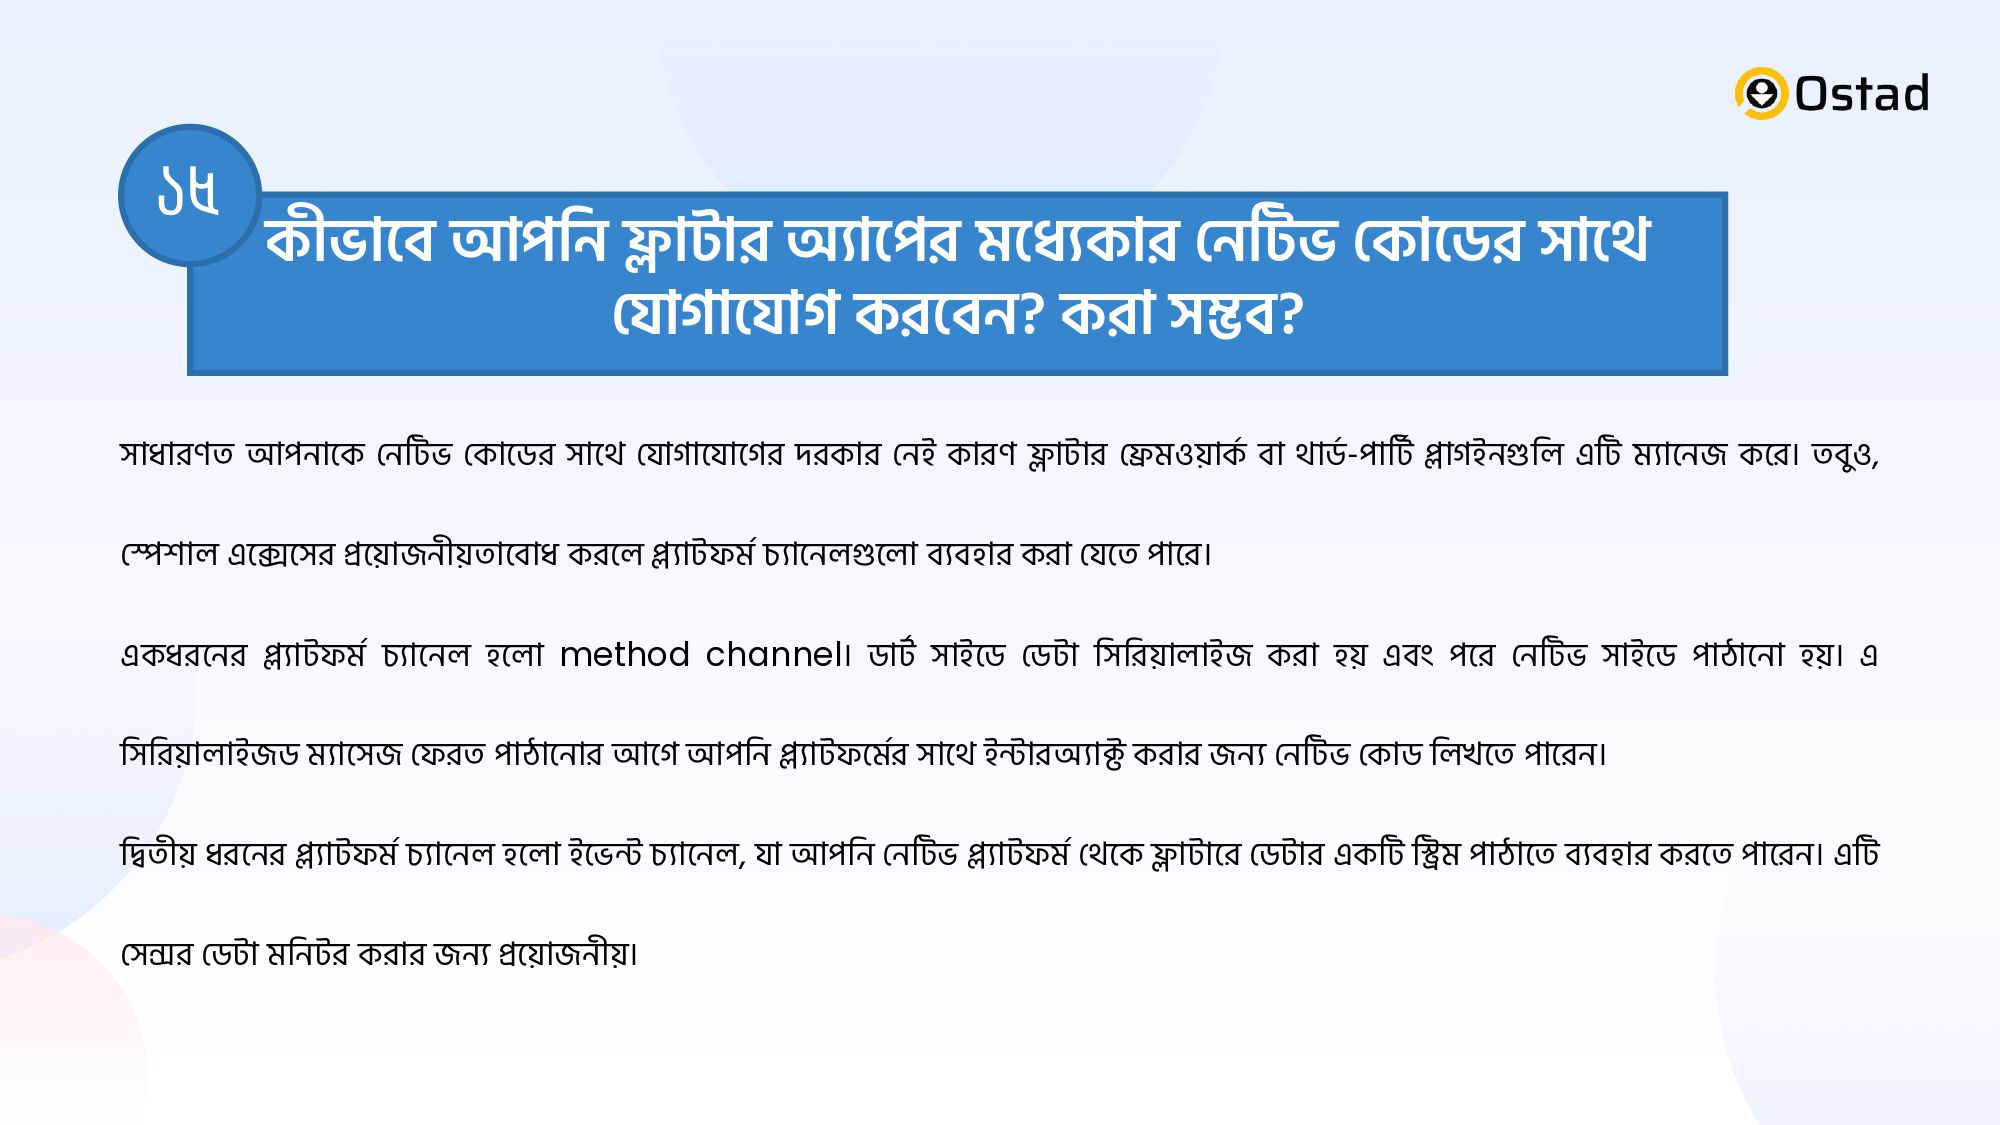 Ostad
১৫
কীভাবে আপনি ফ্লাটার অ্যাপের মধ্যেকার নেটিভ কোডের সাথে
যোগাযোগ করবেন? করা সম্ভব?
সাধারণত আপনাকে নেটিভ কোডের সাথে যোগাযোগের দরকার নেই কারণ ফ্লাটার ফ্রেমওয়ার্ক বা থার্ড-পার্টি প্লাগইনগুলি এটি ম্যানেজ করে। তবুও,
স্পেশাল এক্সেসের প্রয়োজনীয়তাবোধ করলে প্ল্যাটফর্ম চ্যানেলগুলো ব্যবহার করা যেতে পারে।
একধরনের প্ল্যাটফর্ম চ্যানেল হলো method channel। ডার্ট সাইডে ডেটা সিরিয়ালাইজ করা হয় এবং পরে নেটিভ সাইডে পাঠানো হয়। এ
সিরিয়ালাইজড ম্যাসেজ ফেরত পাঠানোর আগে আপনি প্ল্যাটফর্মের সাথে ইন্টারঅ্যাক্ট করার জন্য নেটিভ কোড লিখতে পারেন।
দ্বিতীয় ধরনের প্ল্যাটফর্ম চ্যানেল হলো ইভেন্ট চ্যানেল, যা আপনি নেটিভ প্ল্যাটফর্ম থেকে ফ্লাটারে ডেটার একটি স্ট্রিম পাঠাতে ব্যবহার করতে পারেন। এটি
সেন্সর ডেটা মনিটর করার জন্য প্রয়োজনীয়।